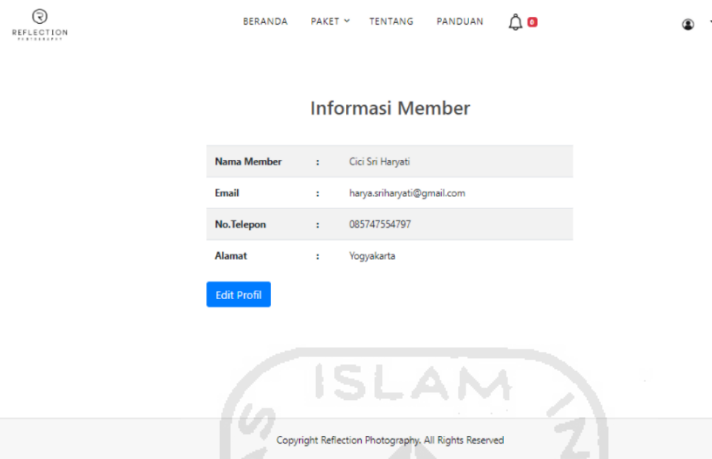 REFLECTION
PHOTOGRAPHY
BERANDA PAKET TENTANG PANDUAN 0
Informasi Member
Nama Member : Cici Sri Haryati
Email : harya.sriharyati@gmail.com
No.Telepon : 085747554797
Alamat : Yogyakarta
Edit Profil
ISLAM
Copyright Reflection Photography. All Rights Reserved